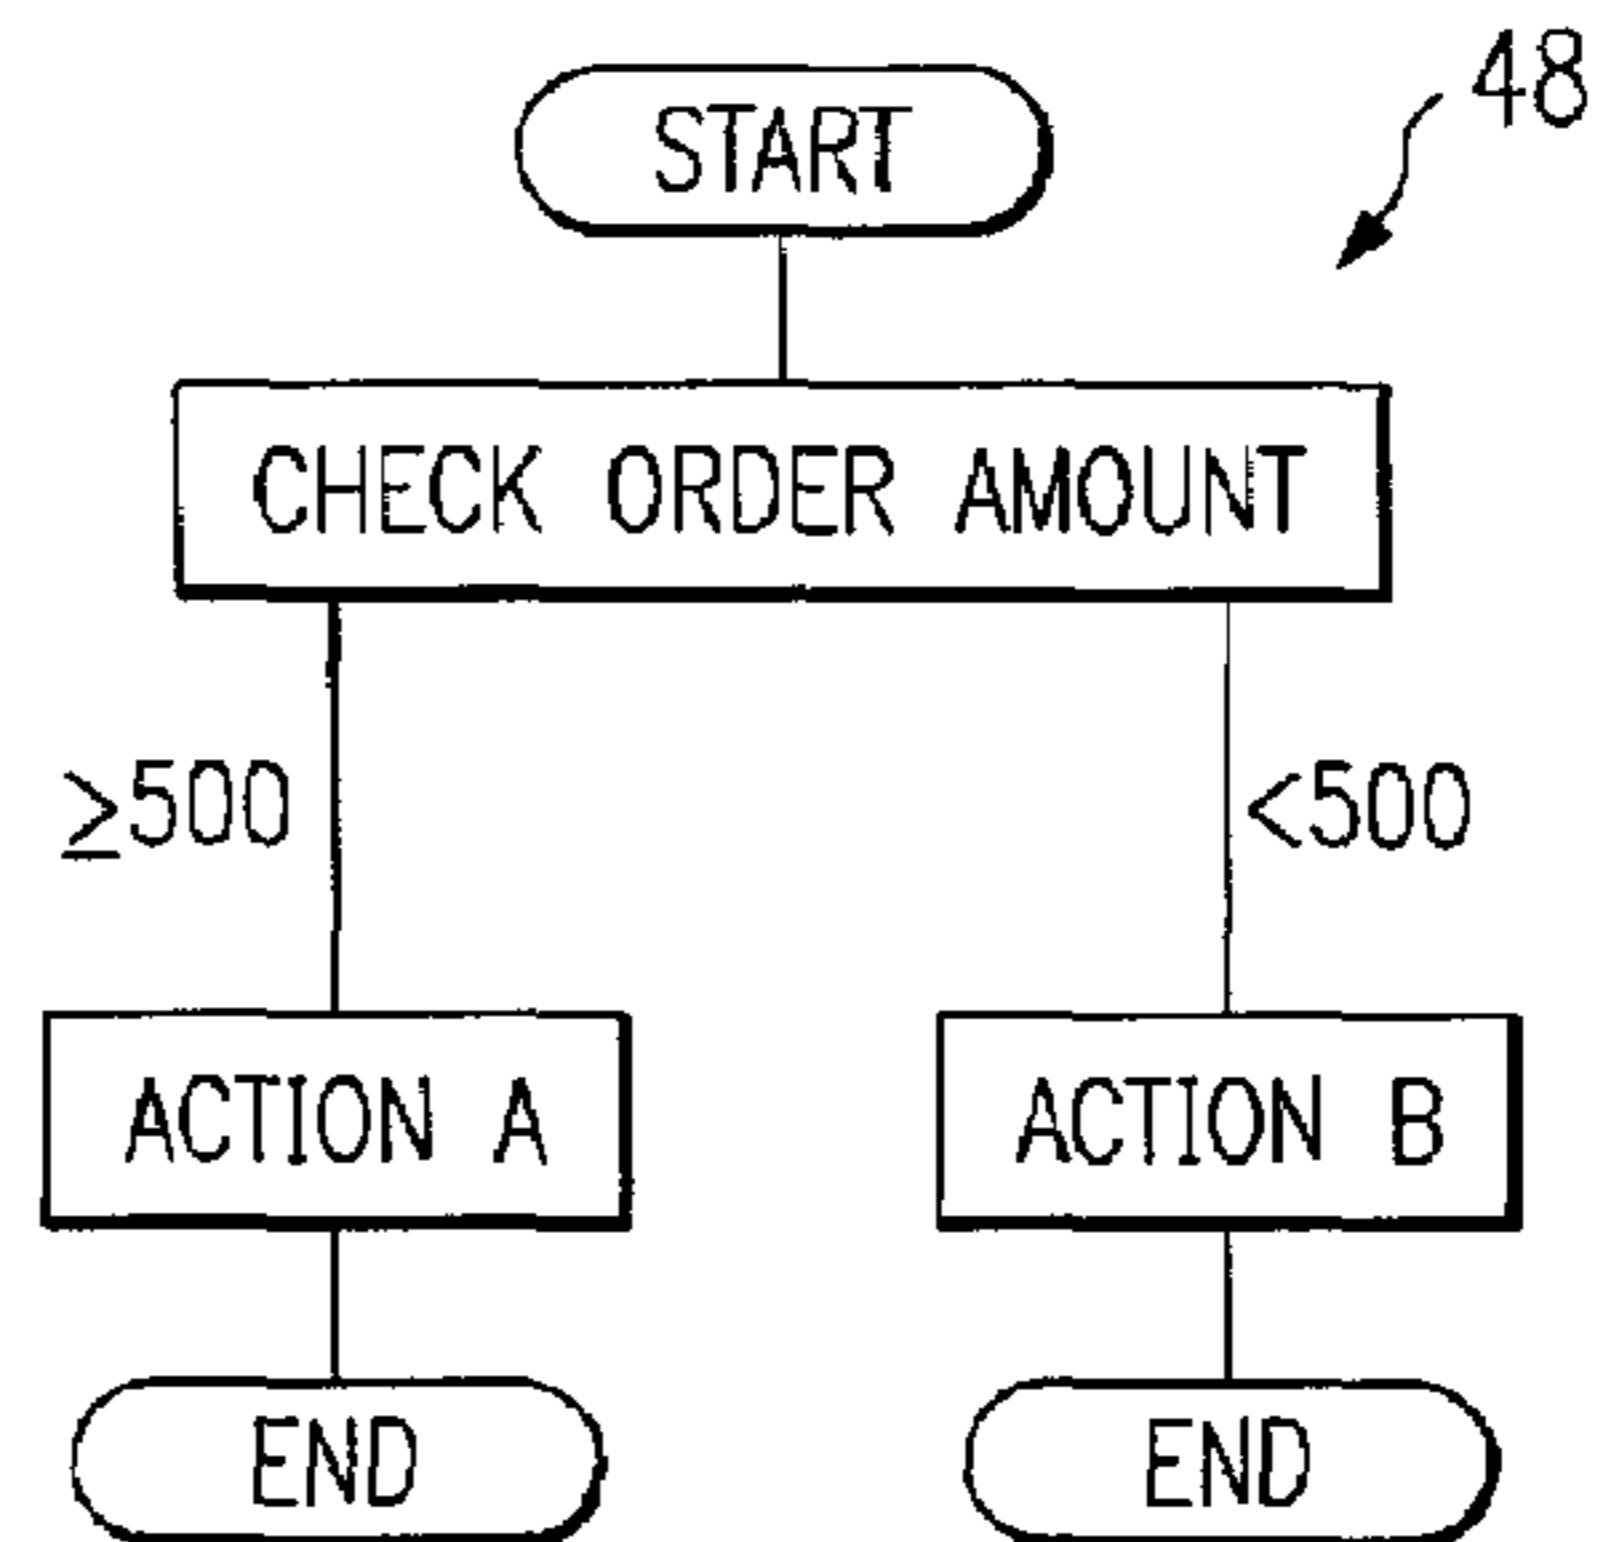 48
START
CHECK ORDER AMOUNT
≥500
<500
ACTION A
ACTION B
END
END